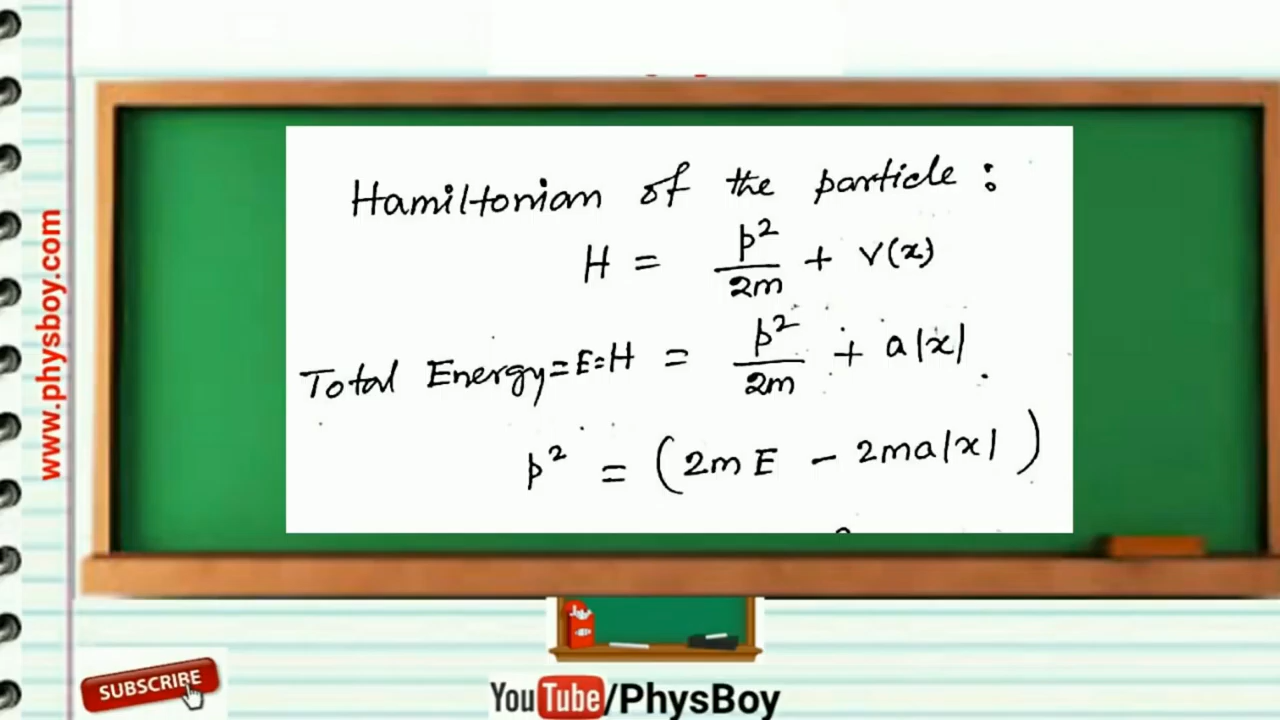 Hamiltonian of the particle :
H = p²/2m + V(x)
Total Energy=E=H = p²/2m + a|x|.
p² = (2mE - 2ma|x|)
www.physboy.com
SUBSCRIBE
YouTube/PhysBoy